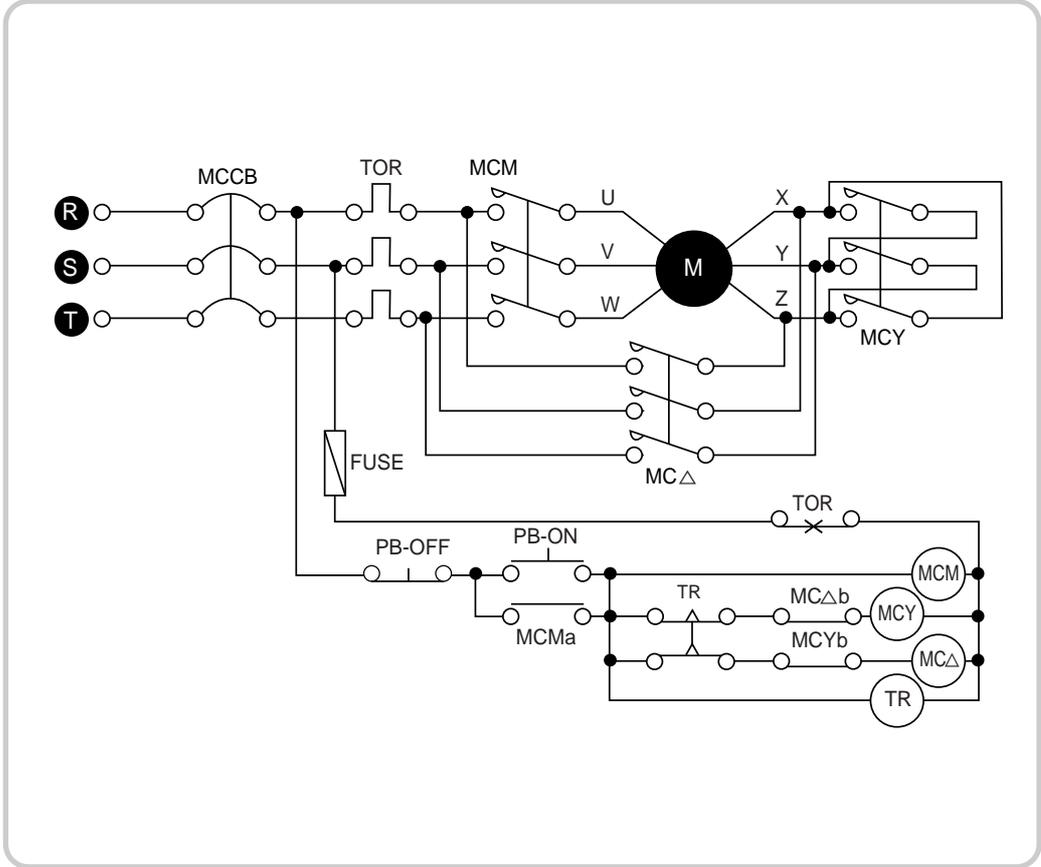 MCCB TOR MCM
R U X
S V Y
M
T W Z
MCY
MC△
FUSE
TOR
PB-OFF PB-ON
MCM
TR MC△b
MCY
MCMa MCYb
MC△
TR